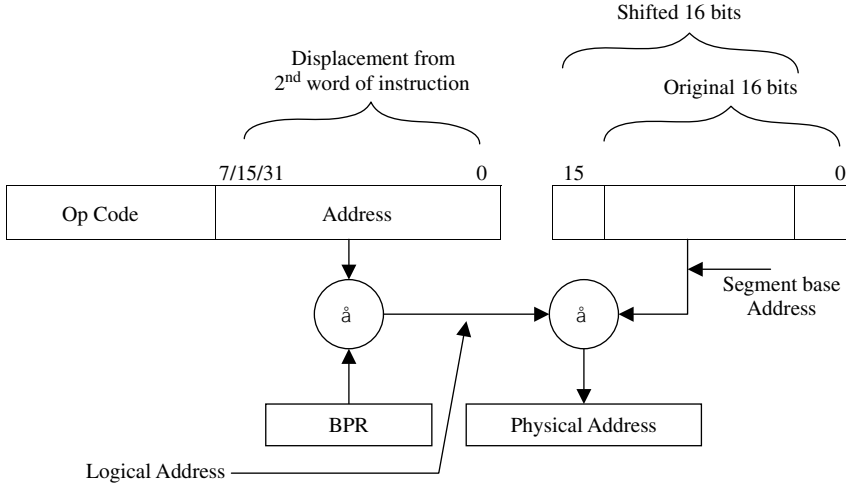 Shifted 16 bits
Displacement from
2nd word of instruction
Original 16 bits
7/15/31 0
15 0
Op Code
Address
å
å
Segment base
Address
BPR
Physical Address
Logical Address